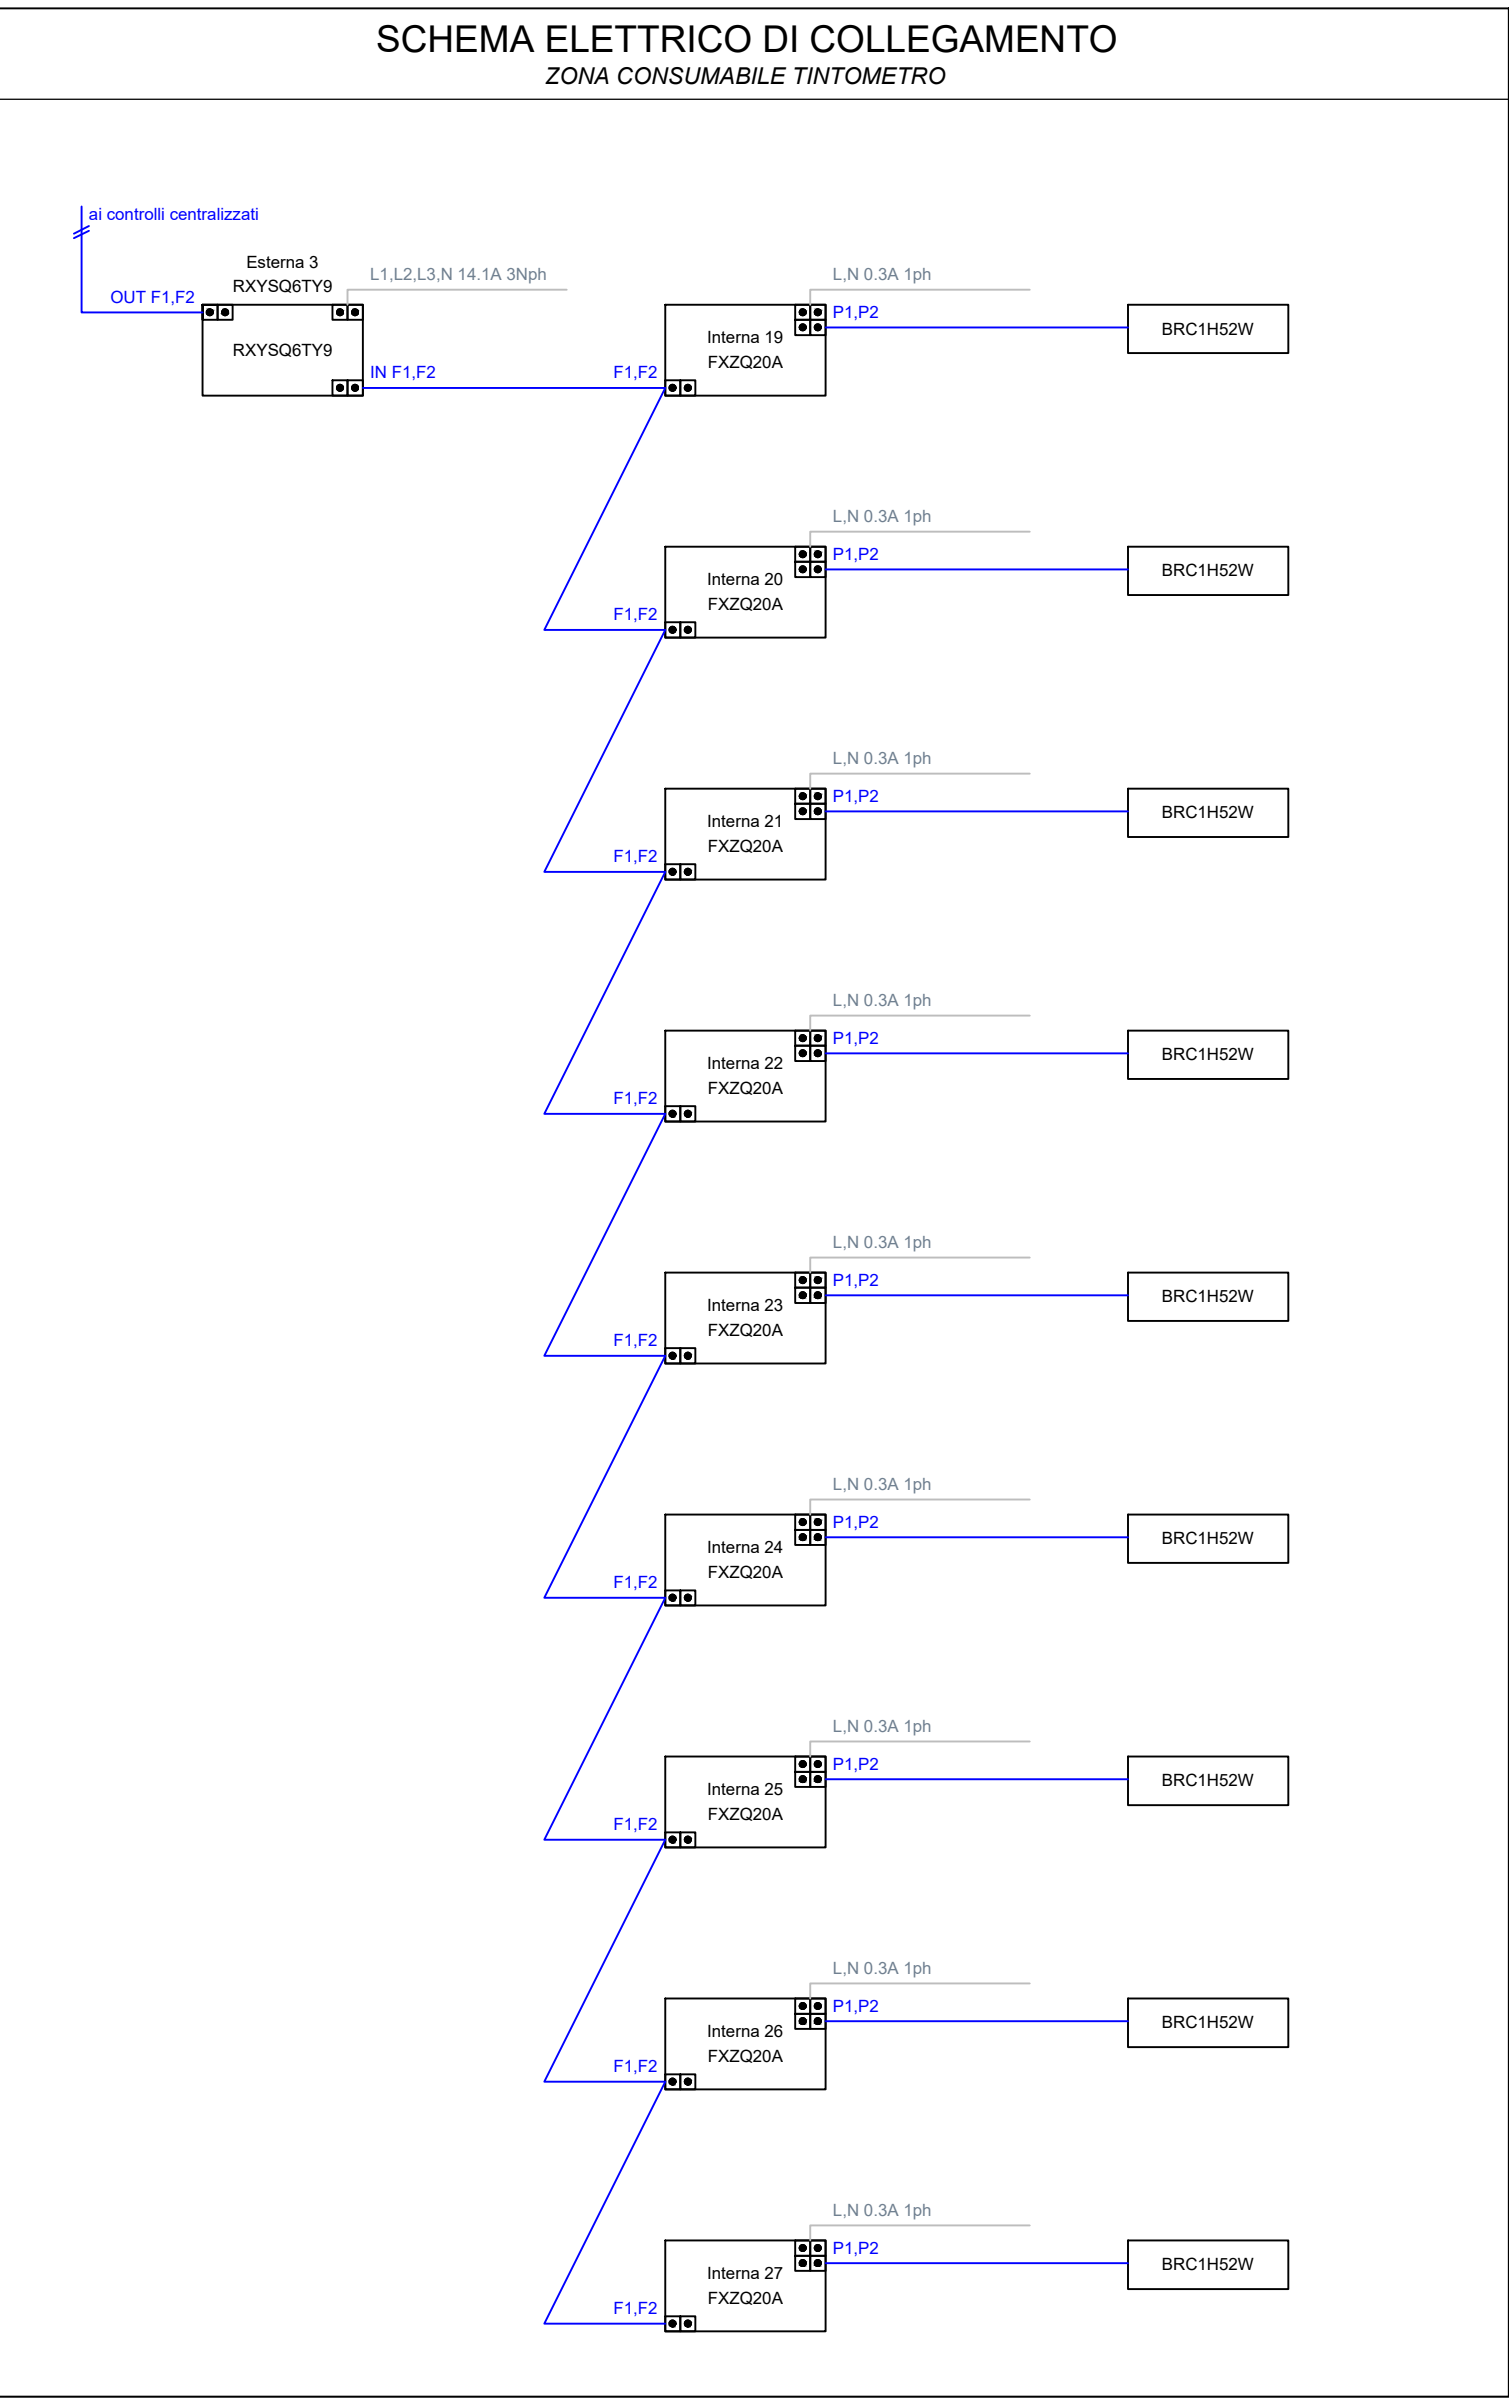 SCHEMA ELETTRICO DI COLLEGAMENTO
ZONA CONSUMABILE TINTOMETRO
ai controlli centralizzati
Esterna 3
RXYSQ6TY9
L1,L2,L3,N 14.1A 3Nph
OUT F1,F2
RXYSQ6TY9
IN F1,F2
L,N 0.3A 1ph
P1,P2
Interna 19
FXZQ20A
F1,F2
BRC1H52W
L,N 0.3A 1ph
P1,P2
Interna 20
FXZQ20A
F1,F2
BRC1H52W
L,N 0.3A 1ph
P1,P2
Interna 21
FXZQ20A
F1,F2
BRC1H52W
L,N 0.3A 1ph
P1,P2
Interna 22
FXZQ20A
F1,F2
BRC1H52W
L,N 0.3A 1ph
P1,P2
Interna 23
FXZQ20A
F1,F2
BRC1H52W
L,N 0.3A 1ph
P1,P2
Interna 24
FXZQ20A
F1,F2
BRC1H52W
L,N 0.3A 1ph
P1,P2
Interna 25
FXZQ20A
F1,F2
BRC1H52W
L,N 0.3A 1ph
P1,P2
Interna 26
FXZQ20A
F1,F2
BRC1H52W
L,N 0.3A 1ph
P1,P2
Interna 27
FXZQ20A
F1,F2
BRC1H52W